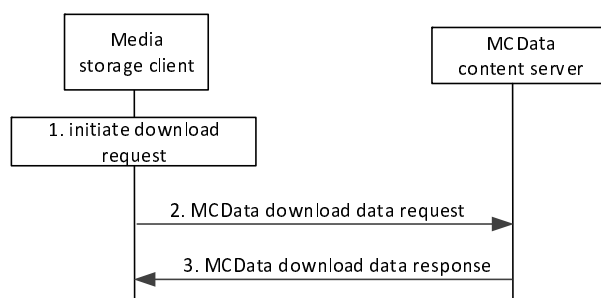 Media
storage client
MCData
content server
1. initiate download
request
2. MCData download data request
3. MCData download data response